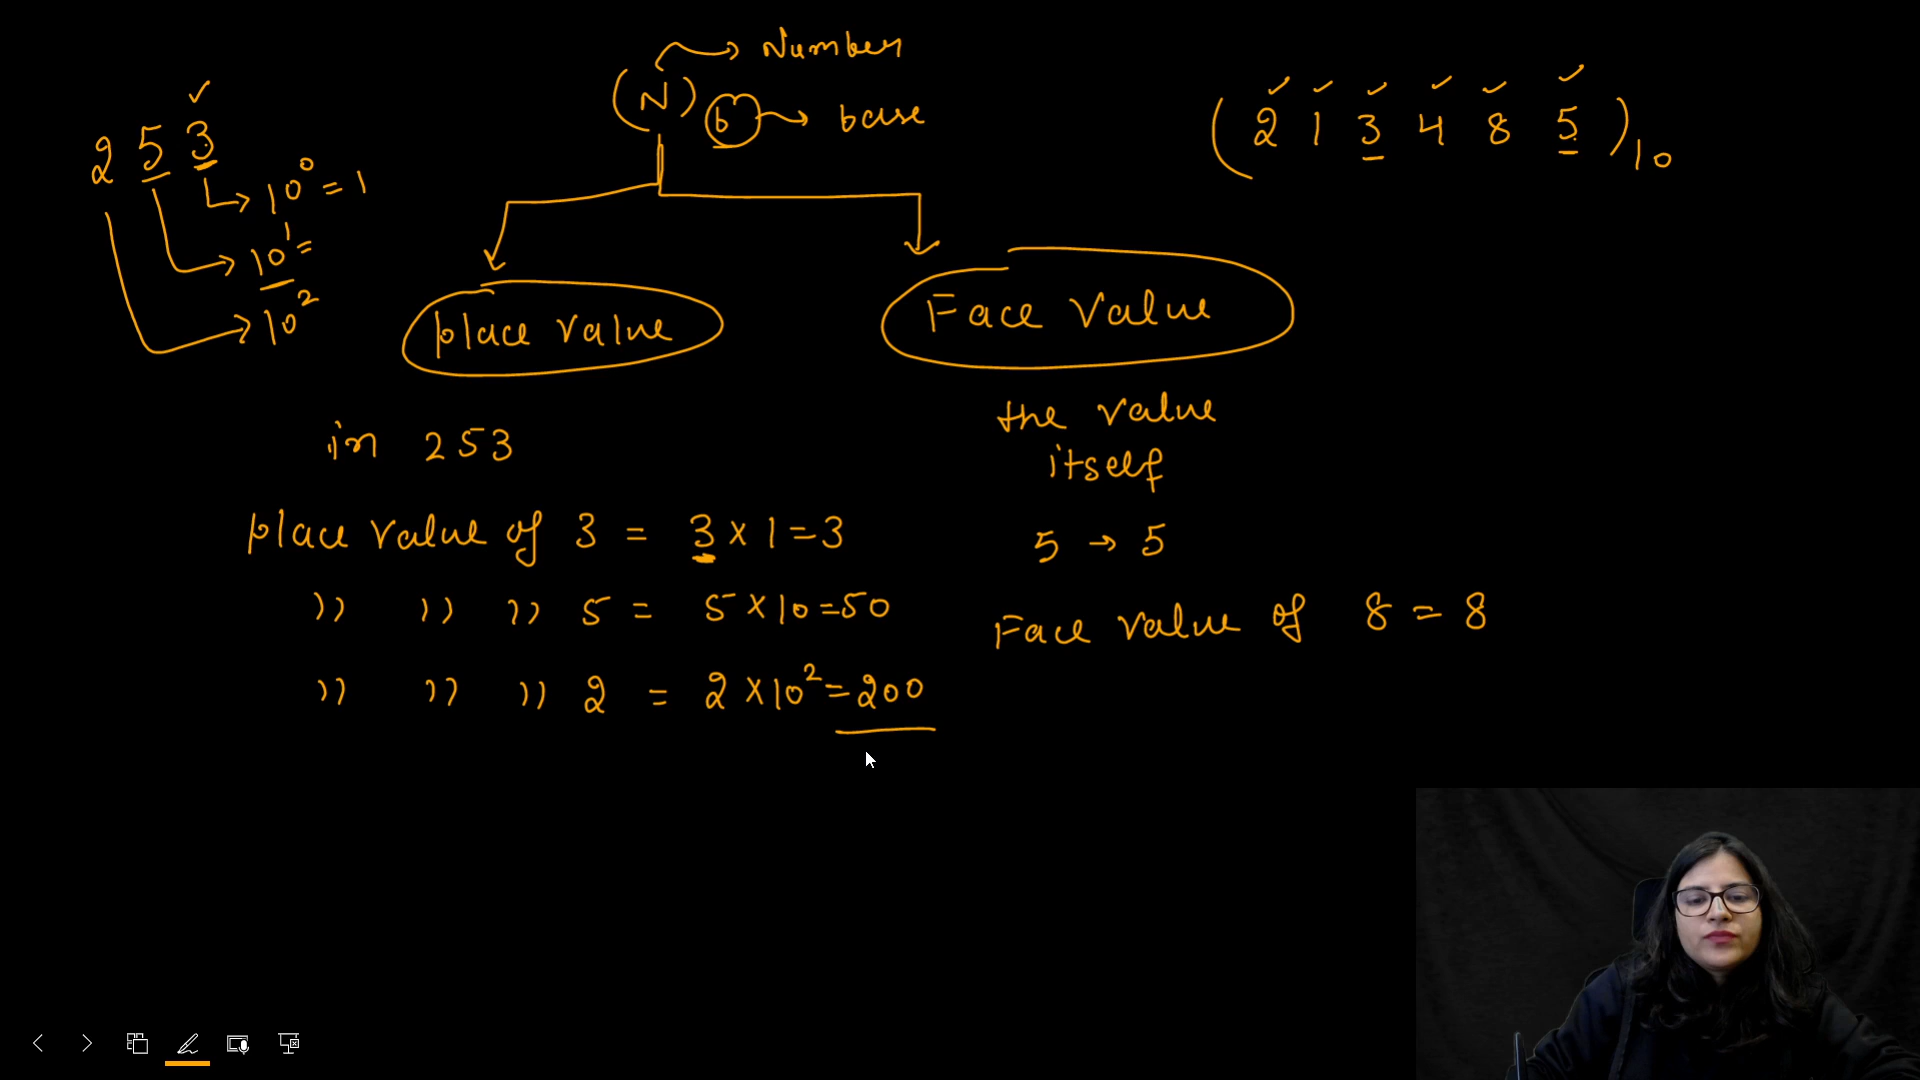 (N)b → Number
b → base
2 5 3
→ 10⁰ = 1
→ 10¹ =
→ 10²
(2 1 3 4 8 5)₁₀
place value
Face Value
in 253
place value of 3 = 3 × 1 = 3
)) )) )) 5 = 5 × 10 = 50
)) )) )) 2 = 2 × 10² = 200
the value
itself
5 → 5
Face value of 8 = 8